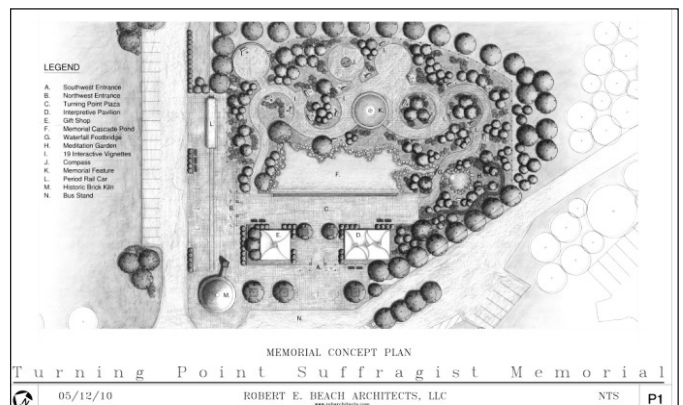 LEGEND
A. Southwest Entrance
B. Northwest Entrance
C. Turning Point Plaza
D. Interpretive Pavilion
E. Gift Shop
F. Memorial Cascade Pond
G. Waterfall Footbridge
H. Meditation Garden
I. 19 Interactive Vignettes
J. Compass
K. Memorial Feature
L. Period Rail Car
M. Historic Brick Kiln
N. Bus Stand
J.
K.
L.
F.
B.
C.
E.
D.
A.
M.
N.
MEMORIAL CONCEPT PLAN
Turning Point Suffragist Memorial
05/12/10 ROBERT E. BEACH ARCHITECTS, LLC NTS P1